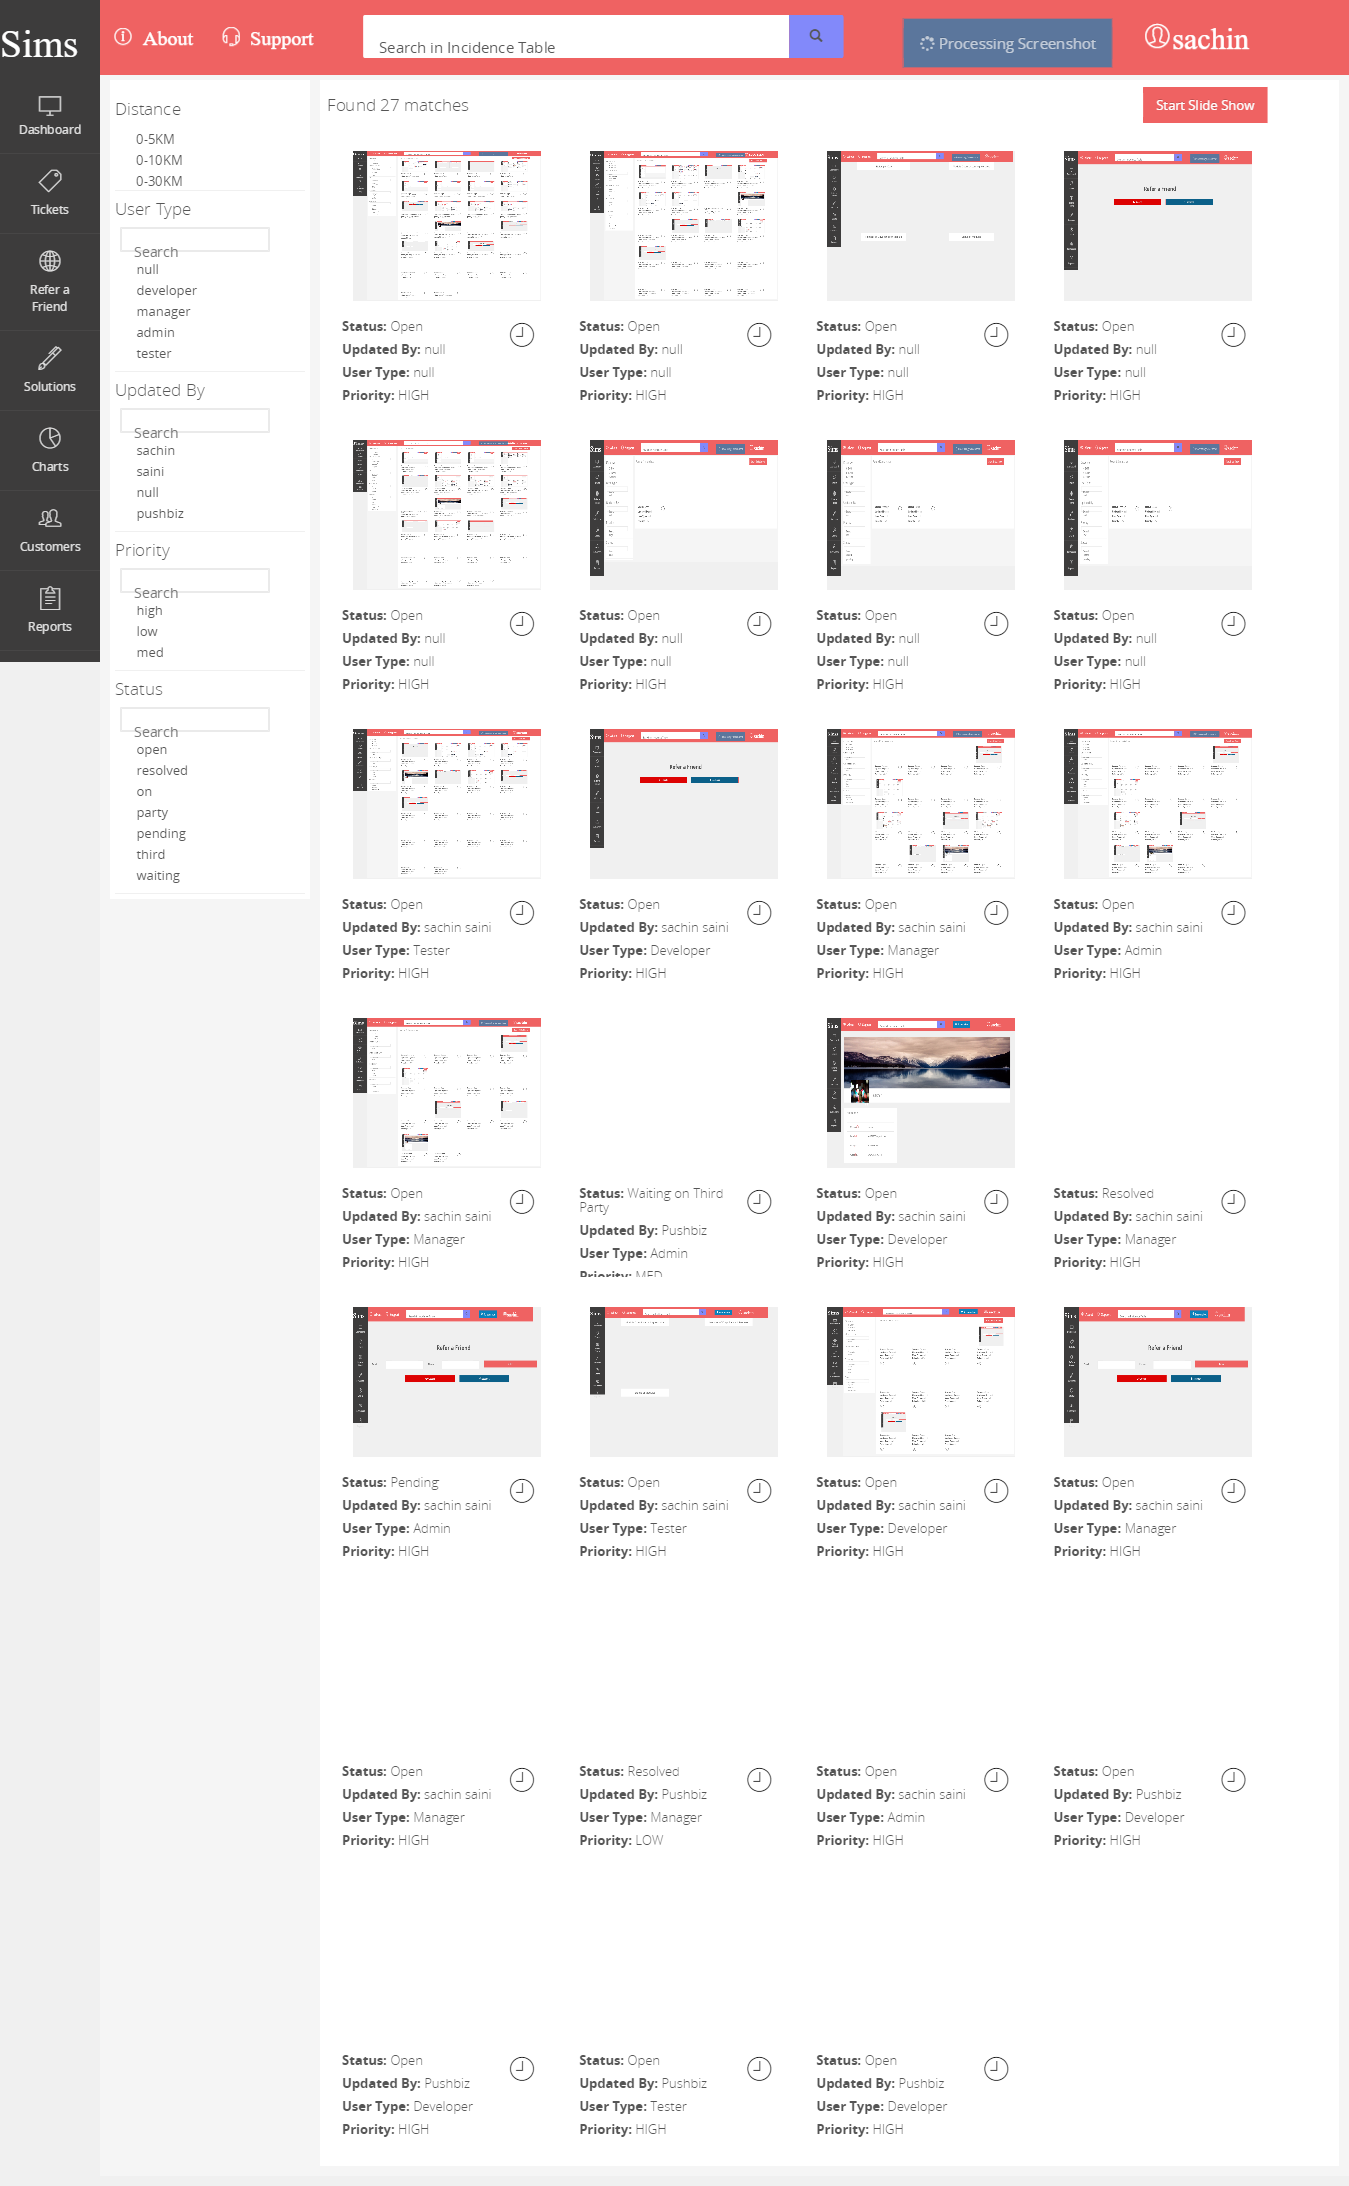 Sims
About
Support
Search in Incidence Table
Processing Screenshot
sachin
Dashboard
Tickets
Refer a
Friend
Solutions
Charts
Customers
Reports
Distance
0-5KM
0-10KM
0-30KM
User Type
Search
null
developer
manager
admin
tester
Updated By
Search
sachin
saini
null
pushbiz
Priority
Search
high
low
med
Status
Search
open
resolved
on
party
pending
third
waiting
Found 27 matches
Start Slide Show
Status: Open
Updated By: null
User Type: null
Priority: HIGH
Status: Open
Updated By: null
User Type: null
Priority: HIGH
Status: Open
Updated By: null
User Type: null
Priority: HIGH
Refer a Friend
Status: Open
Updated By: null
User Type: null
Priority: HIGH
Status: Open
Updated By: null
User Type: null
Priority: HIGH
Status: Open
Updated By: null
User Type: null
Priority: HIGH
Status: Open
Updated By: null
User Type: null
Priority: HIGH
Status: Open
Updated By: null
User Type: null
Priority: HIGH
Status: Open
Updated By: sachin saini
User Type: Tester
Priority: HIGH
Refer a Friend
Status: Open
Updated By: sachin saini
User Type: Developer
Priority: HIGH
Status: Open
Updated By: sachin saini
User Type: Manager
Priority: HIGH
Status: Open
Updated By: sachin saini
User Type: Admin
Priority: HIGH
Status: Open
Updated By: sachin saini
User Type: Manager
Priority: HIGH
Status: Waiting on Third
Party
Updated By: Pushbiz
User Type: Admin
Priority: MED
Status: Open
Updated By: sachin saini
User Type: Developer
Priority: HIGH
Status: Resolved
Updated By: sachin saini
User Type: Manager
Priority: HIGH
Refer a Friend
Status: Pending
Updated By: sachin saini
User Type: Admin
Priority: HIGH
Status: Open
Updated By: sachin saini
User Type: Tester
Priority: HIGH
Status: Open
Updated By: sachin saini
User Type: Developer
Priority: HIGH
Refer a Friend
Status: Open
Updated By: sachin saini
User Type: Manager
Priority: HIGH
Status: Open
Updated By: sachin saini
User Type: Manager
Priority: HIGH
Status: Resolved
Updated By: Pushbiz
User Type: Manager
Priority: LOW
Status: Open
Updated By: sachin saini
User Type: Admin
Priority: HIGH
Status: Open
Updated By: Pushbiz
User Type: Developer
Priority: HIGH
Status: Open
Updated By: Pushbiz
User Type: Developer
Priority: HIGH
Status: Open
Updated By: Pushbiz
User Type: Tester
Priority: HIGH
Status: Open
Updated By: Pushbiz
User Type: Developer
Priority: HIGH